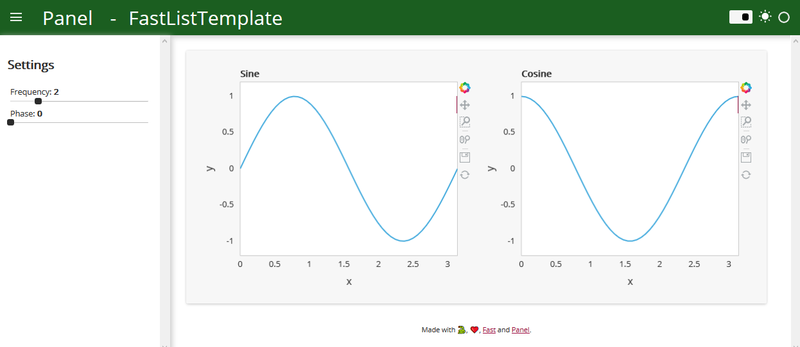 Panel - FastListTemplate
Settings
Frequency: 2
Phase: 0
Sine
1
0.5
0
-0.5
-1
y
0
0.5
1
1.5
2
2.5
3
x
Cosine
1
0.5
0
-0.5
-1
y
0
0.5
1
1.5
2
2.5
3
x
Made with 🐍, ❤️, Fast and Panel.